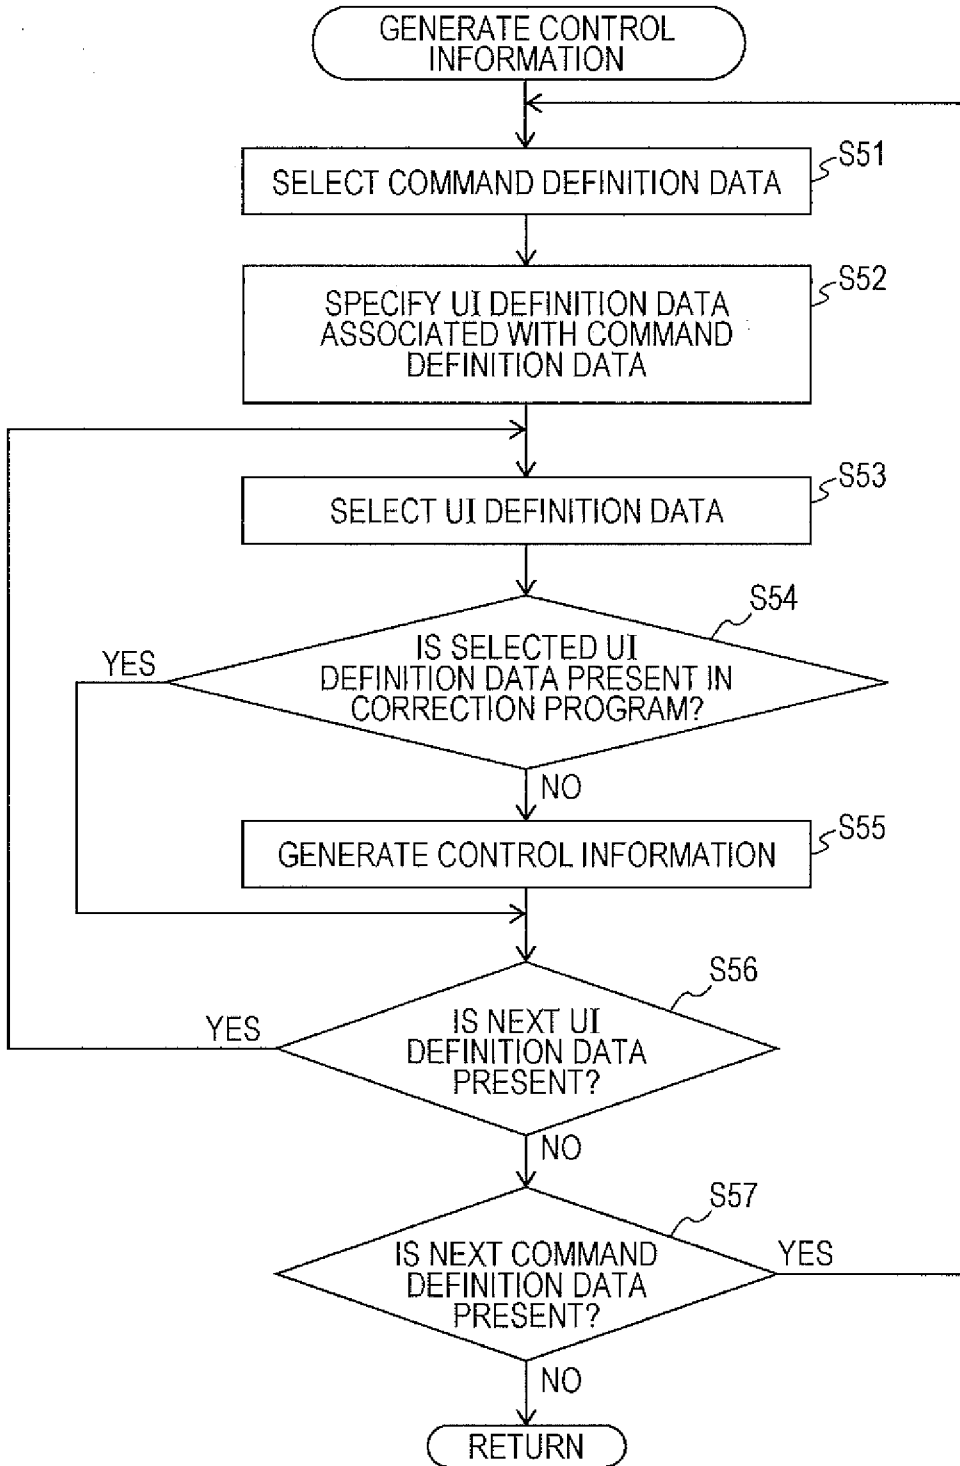 GENERATE CONTROL
INFORMATION
S51
SELECT COMMAND DEFINITION DATA
S52
SPECIFY UI DEFINITION DATA
ASSOCIATED WITH COMMAND
DEFINITION DATA
S53
SELECT UI DEFINITION DATA
S54
YES
IS SELECTED UI
DEFINITION DATA PRESENT IN
CORRECTION PROGRAM?
NO
S55
GENERATE CONTROL INFORMATION
S56
YES
IS NEXT UI
DEFINITION DATA
PRESENT?
NO
S57
IS NEXT COMMAND
DEFINITION DATA
PRESENT?
YES
NO
RETURN